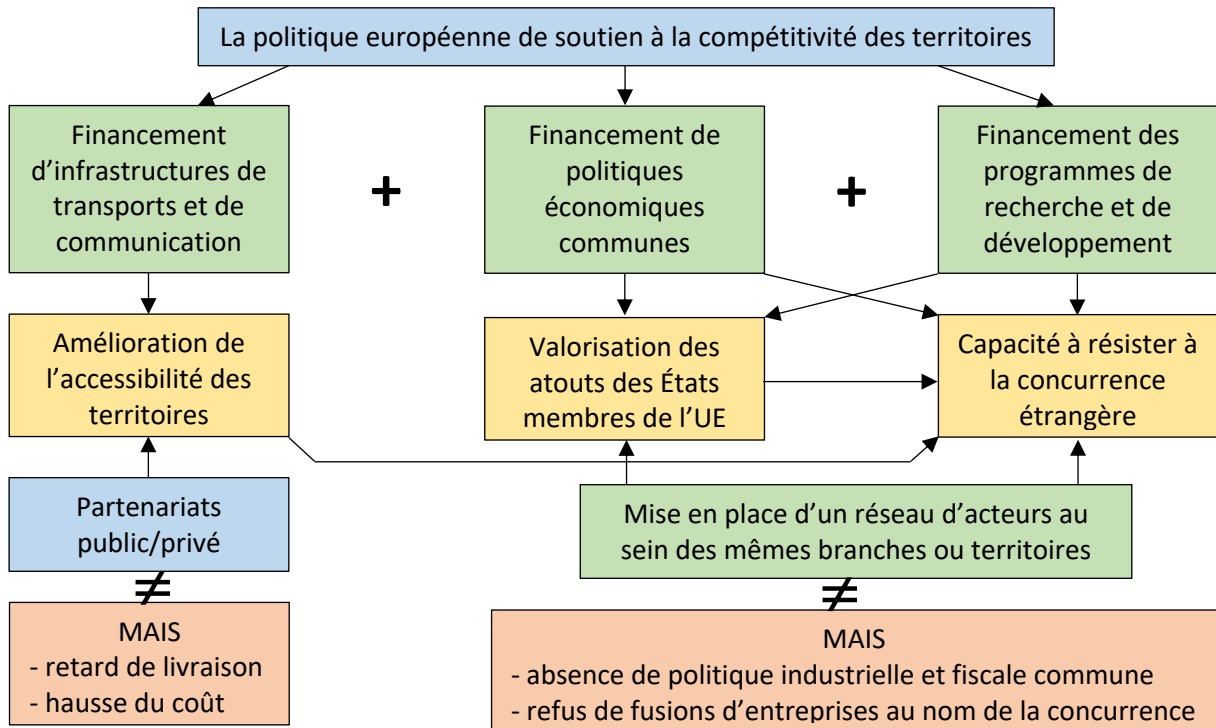 La politique européenne de soutien à la compétitivité des territoires
Financement
d’infrastructures de
transports et de
communication
+
Financement de
politiques
économiques
communes
+
Financement des
programmes de
recherche et de
développement
Amélioration de
l’accessibilité des
territoires
Valorisation des
atouts des États
membres de l’UE
Capacité à résister à
la concurrence
étrangère
Partenariats
public/privé
Mise en place d’un réseau d’acteurs au
sein des mêmes branches ou territoires
≠
≠
MAIS
- retard de livraison
- hausse du coût
MAIS
- absence de politique industrielle et fiscale commune
- refus de fusions d’entreprises au nom de la concurrence